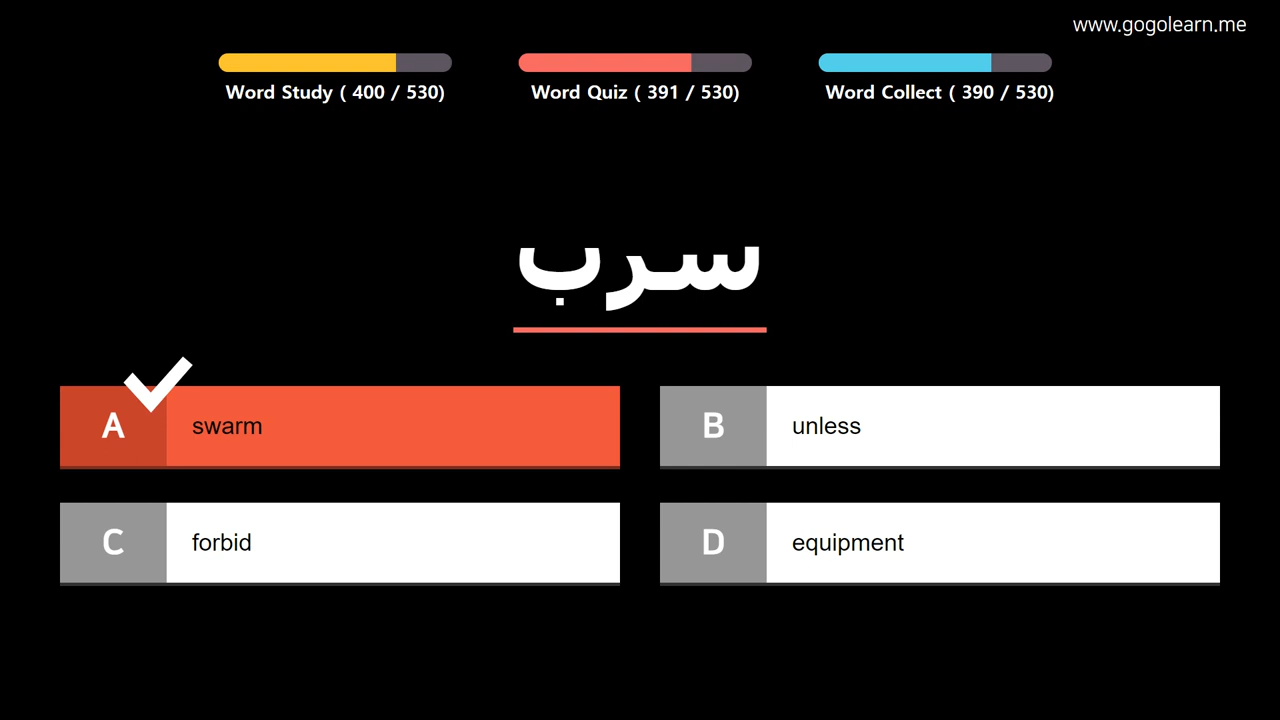 www.gogolearn.me
Word Study ( 400 / 530)
Word Quiz ( 391 / 530)
Word Collect ( 390 / 530)
سرب
A swarm
B unless
C forbid
D equipment